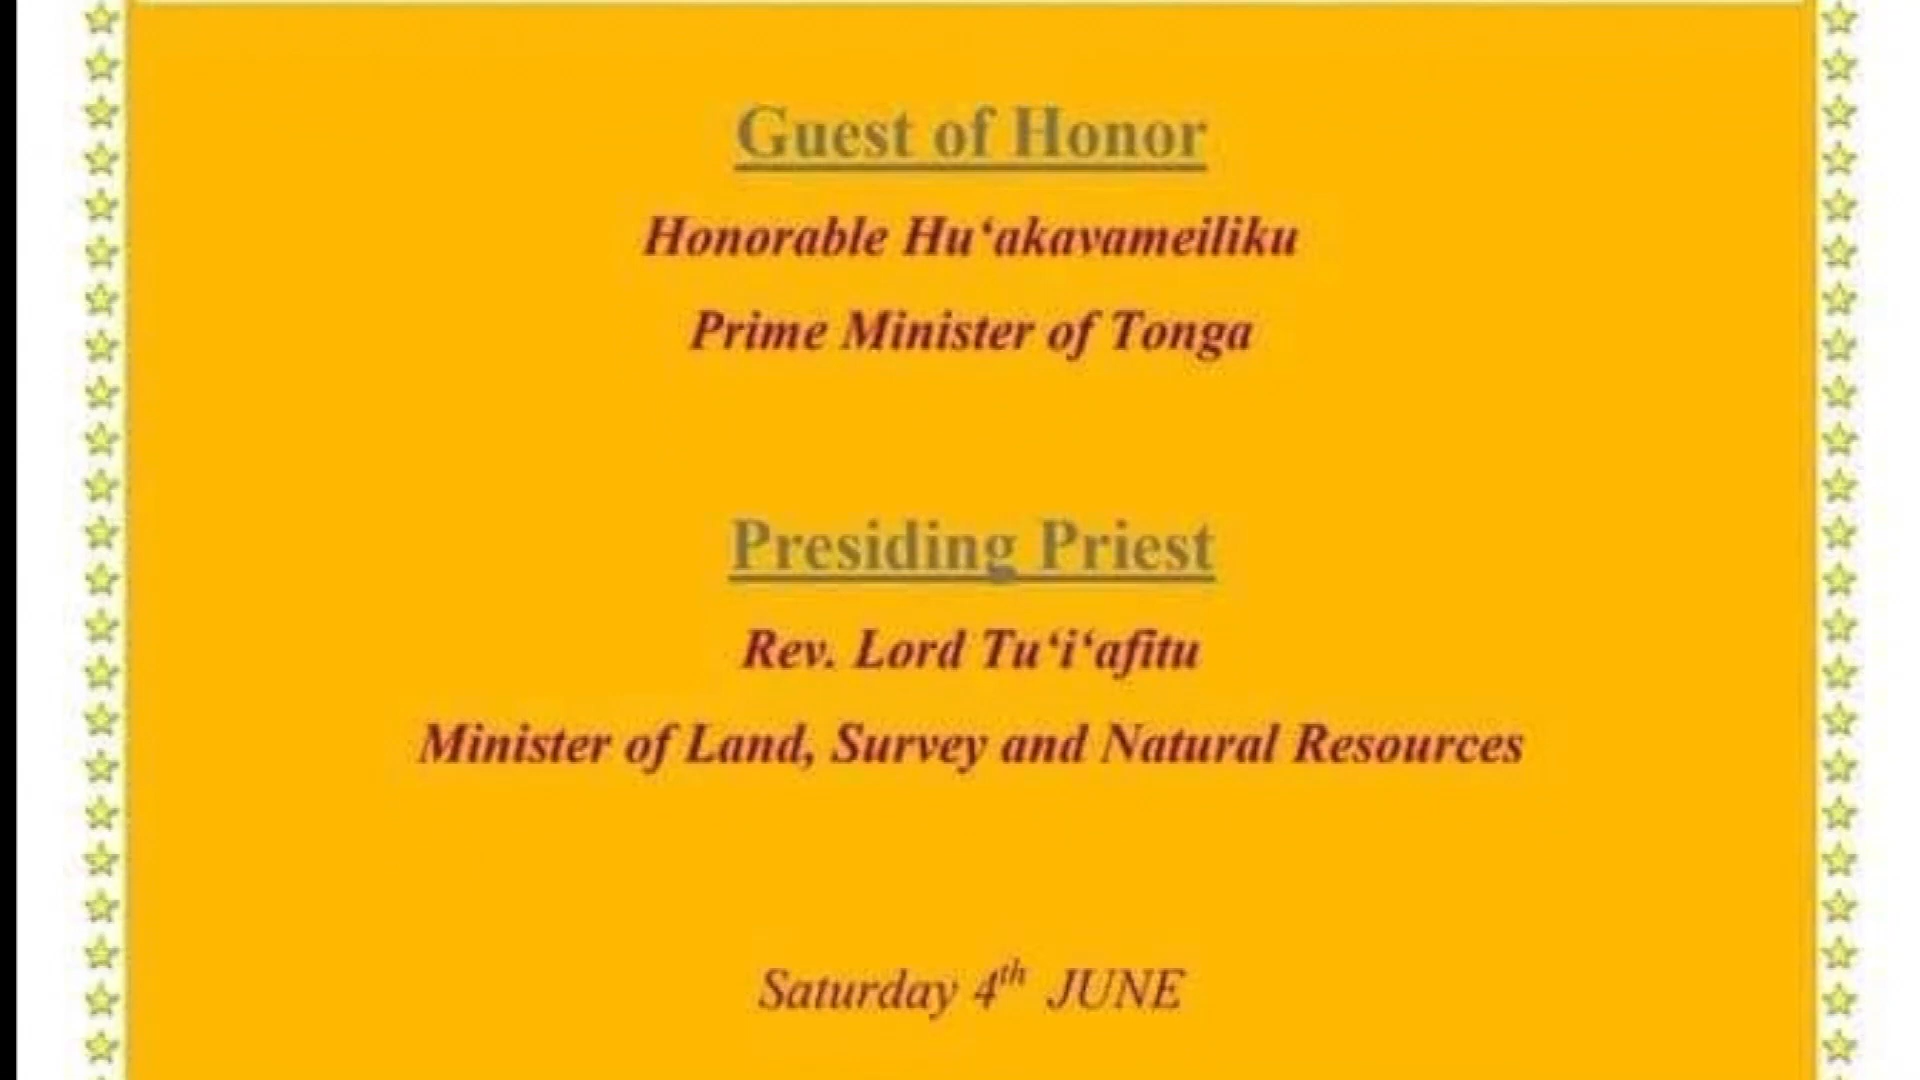 Guest of Honor
Honorable Hu‘akavameiliku
Prime Minister of Tonga
Presiding Priest
Rev. Lord Tu‘i‘afitu
Minister of Land, Survey and Natural Resources
Saturday 4th JUNE